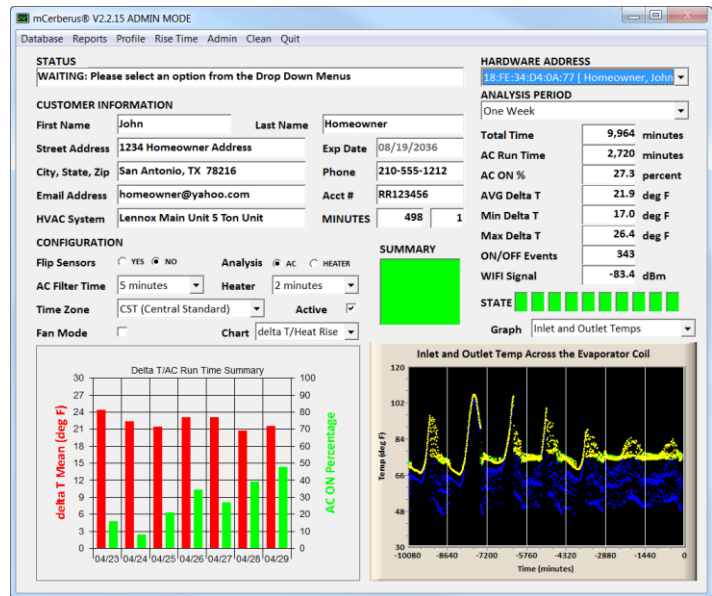 mCerberus® V2.2.15 ADMIN MODE
Database Reports Profile Rise Time Admin Clean Quit
STATUS
WAITING: Please select an option from the Drop Down Menus
HARDWARE ADDRESS
18:FE:34:D4:0A:77 [ Homeowner, John
ANALYSIS PERIOD
One Week
CUSTOMER INFORMATION
First Name John Last Name Homeowner
Street Address 1234 Homeowner Address Exp Date 08/19/2036
City, State, Zip San Antonio, TX 78216 Phone 210-555-1212
Email Address homeowner@yahoo.com Acct # RR123456
HVAC System Lennox Main Unit 5 Ton Unit MINUTES 498 1
Total Time 9,964 minutes
AC Run Time 2,720 minutes
AC ON % 27.3 percent
AVG Delta T 21.9 deg F
Min Delta T 17.0 deg F
Max Delta T 26.4 deg F
ON/OFF Events 343
WIFI Signal -83.4 dBm
STATE
Graph Inlet and Outlet Temps
CONFIGURATION
Flip Sensors YES NO Analysis AC HEATER
AC Filter Time 5 minutes Heater 2 minutes
Time Zone CST (Central Standard) Active
Fan Mode Chart delta T/Heat Rise
SUMMARY
Delta T/AC Run Time Summary
delta T Mean (deg F)
30
27
24
21
18
15
12
9
6
3
0
100
90
80
70
60
50
40
30
20
10
0
AC ON Percentage
04/23 04/24 04/25 04/26 04/27 04/28 04/29
Inlet and Outlet Temp Across the Evaporator Coil
Temp (deg F)
120
102
84
66
48
30
-10080 -8640 -7200 -5760 -4320 -2880 -1440 0
Time (minutes)